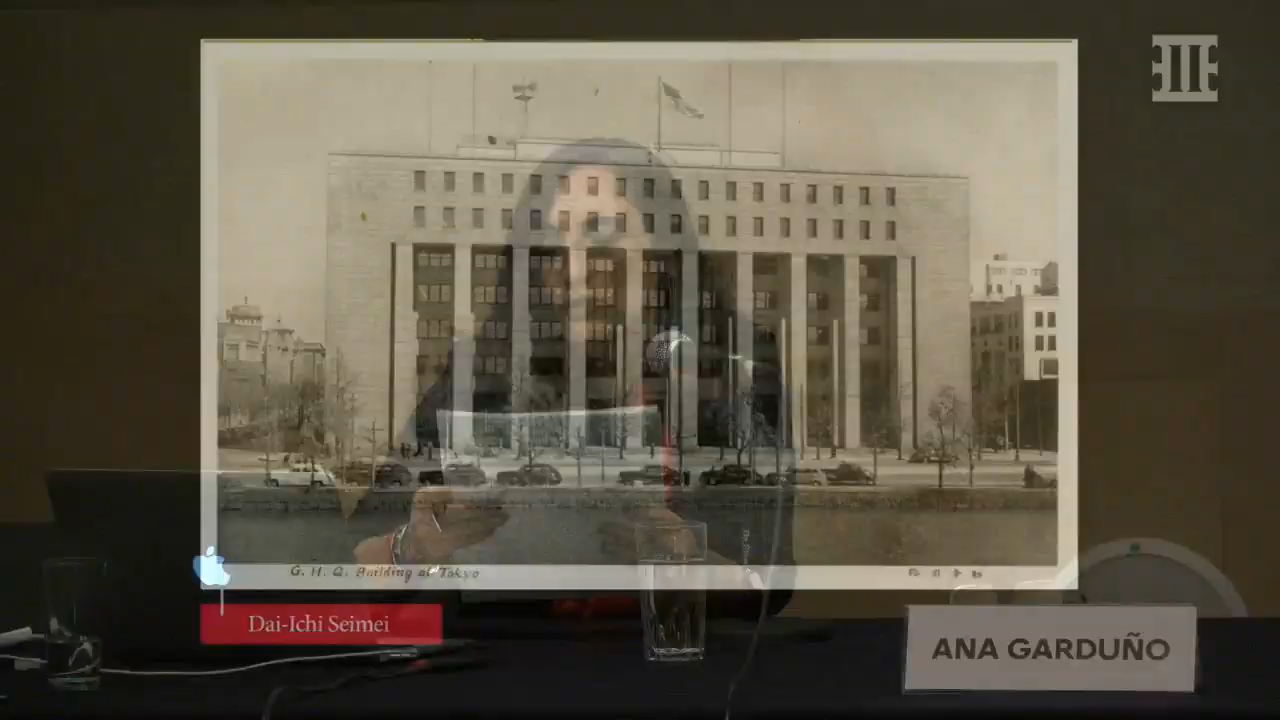 G. H. Q. Building at Tokyo
Dai-Ichi Seimei
ANA GARDUÑO